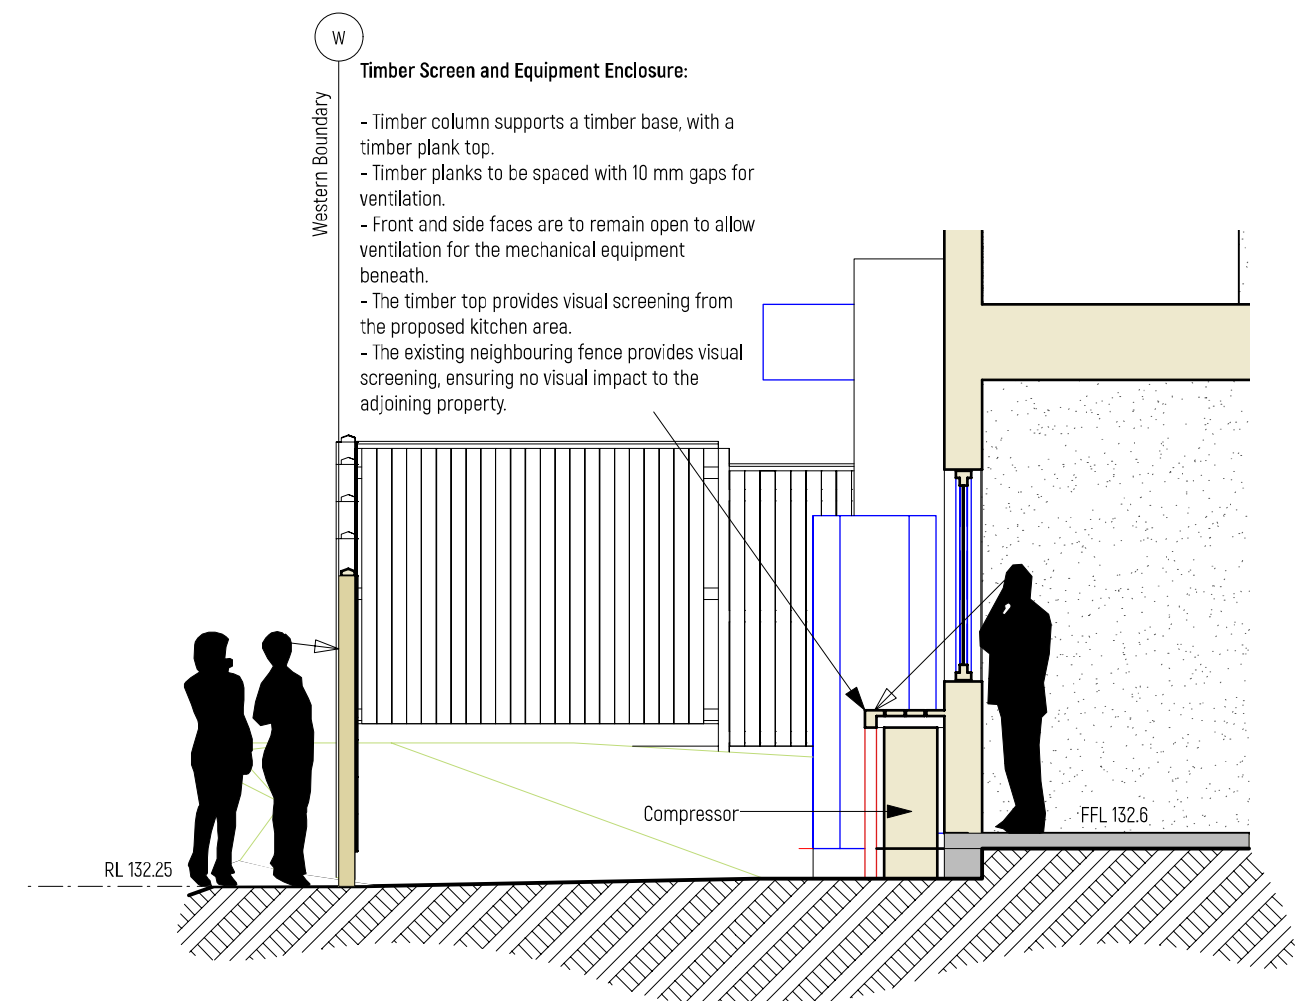 W
Western Boundary
Timber Screen and Equipment Enclosure:
- Timber column supports a timber base, with a
timber plank top.
- Timber planks to be spaced with 10 mm gaps for
ventilation.
- Front and side faces are to remain open to allow
ventilation for the mechanical equipment
beneath.
- The timber top provides visual screening from
the proposed kitchen area.
- The existing neighbouring fence provides visual
screening, ensuring no visual impact to the
adjoining property.
Compressor
FFL 132.6
RL 132.25